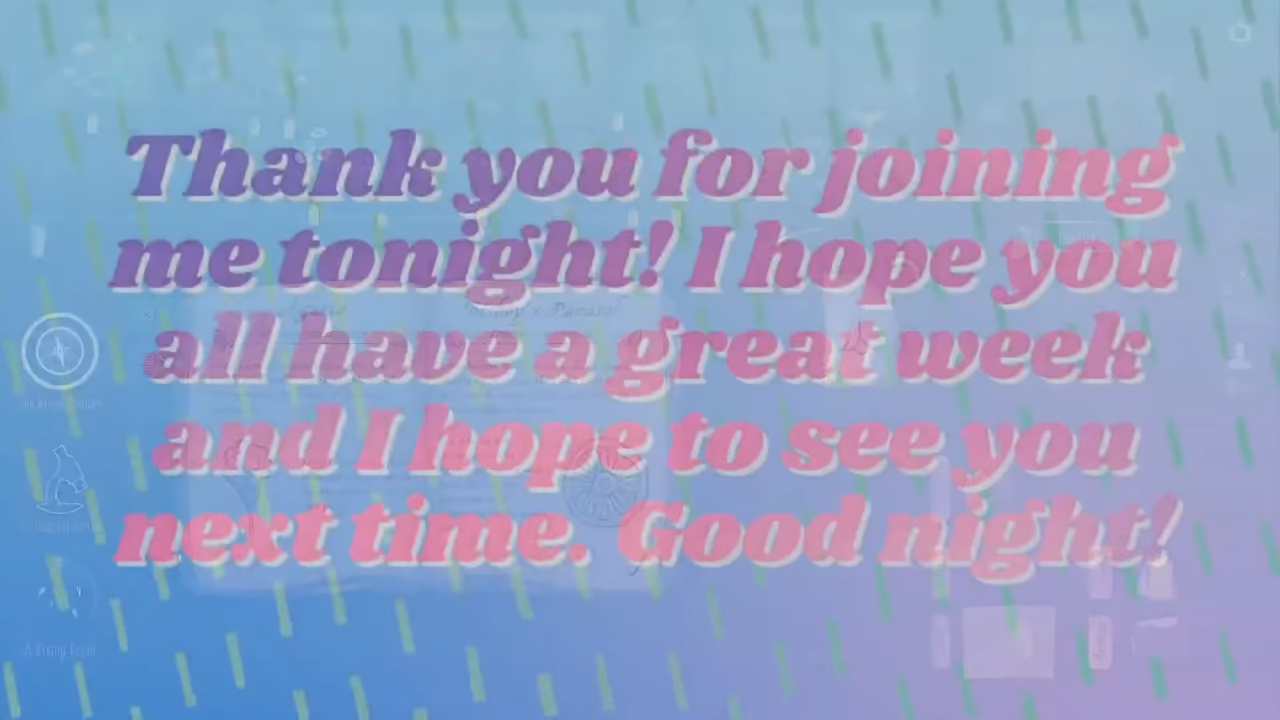 Thank you for joining
me tonight! I hope you
all have a great week
and I hope to see you
next time. Good night!